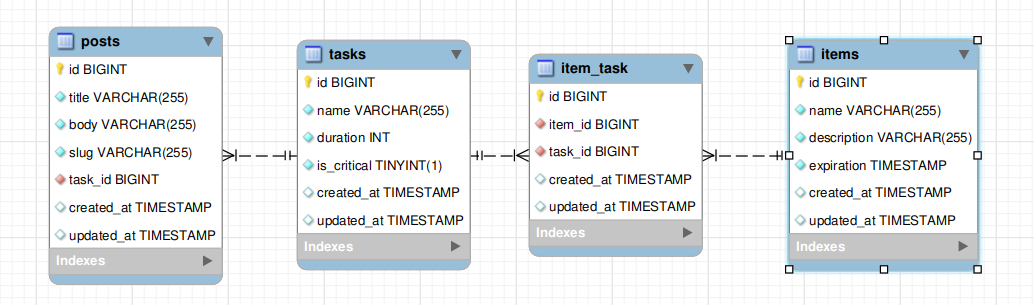 posts
id BIGINT
title VARCHAR(255)
body VARCHAR(255)
slug VARCHAR(255)
task_id BIGINT
created_at TIMESTAMP
updated_at TIMESTAMP
Indexes
tasks
id BIGINT
name VARCHAR(255)
duration INT
is_critical TINYINT(1)
created_at TIMESTAMP
updated_at TIMESTAMP
Indexes
item_task
id BIGINT
item_id BIGINT
task_id BIGINT
created_at TIMESTAMP
updated_at TIMESTAMP
Indexes
items
id BIGINT
name VARCHAR(255)
description VARCHAR(255)
expiration TIMESTAMP
created_at TIMESTAMP
updated_at TIMESTAMP
Indexes